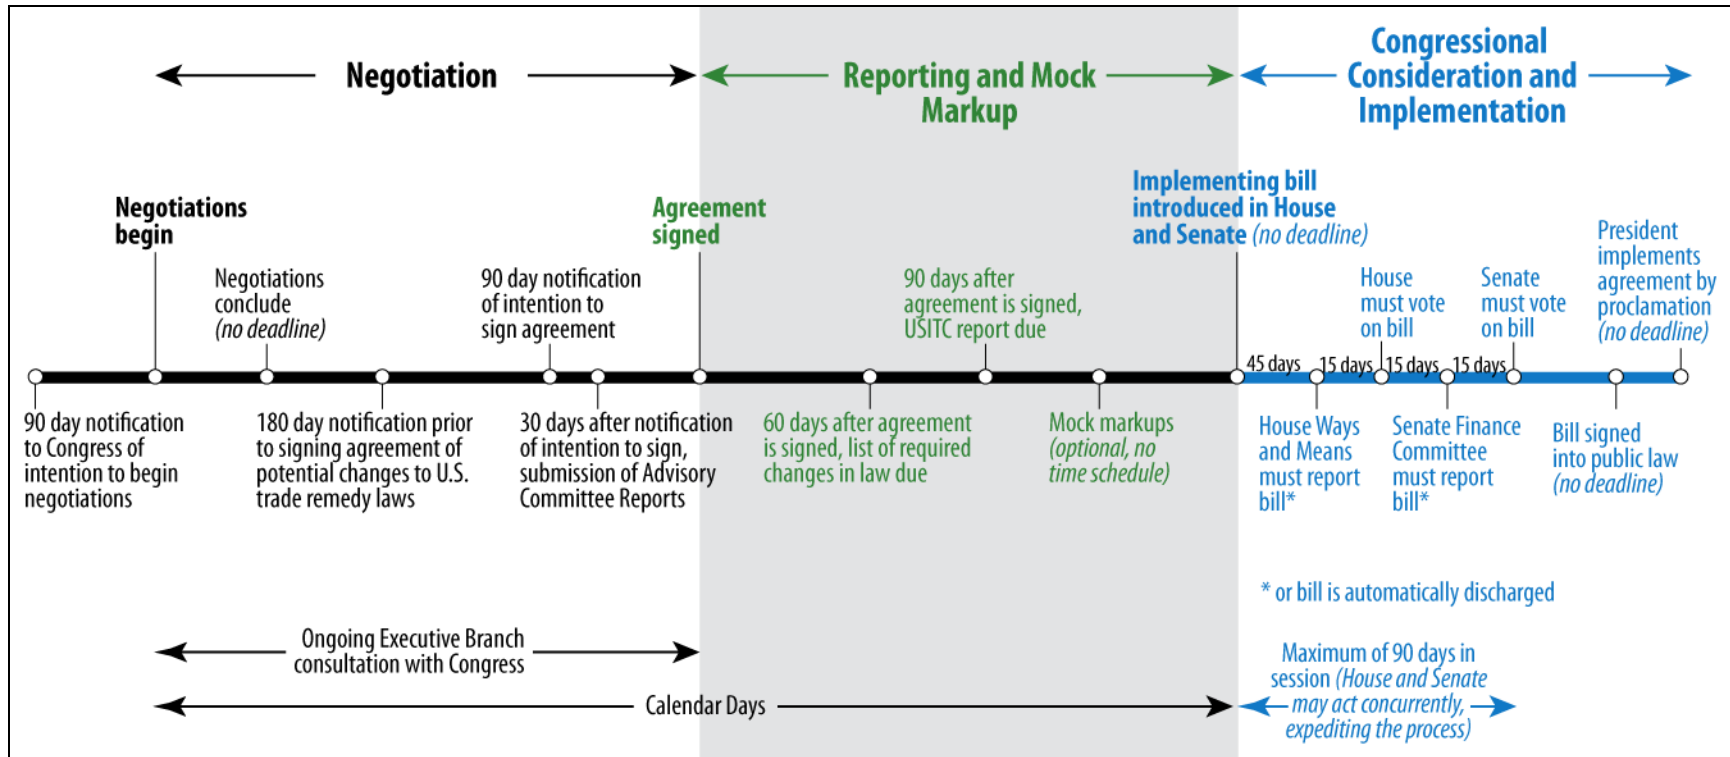 Negotiation
Reporting and Mock
Markup
Congressional
Consideration and
Implementation
Negotiations
begin
Agreement
signed
Implementing bill
introduced in House
and Senate (no deadline)
Negotiations
conclude
(no deadline)
90 day notification
of intention to
sign agreement
90 days after
agreement is signed,
USITC report due
House
must vote
on bill
Senate
must vote
on bill
President
implements
agreement by
proclamation
(no deadline)
45 days
15 days
15 days
15 days
90 day notification
to Congress of
intention to begin
negotiations
180 day notification prior
to signing agreement of
potential changes to U.S.
trade remedy laws
30 days after notification
of intention to sign,
submission of Advisory
Committee Reports
60 days after agreement
is signed, list of required
changes in law due
Mock markups
(optional, no
time schedule)
House Ways
and Means
must report
bill*
Senate Finance
Committee
must report
bill*
Bill signed
into public law
(no deadline)
* or bill is automatically discharged
Ongoing Executive Branch
consultation with Congress
Calendar Days
Maximum of 90 days in
session (House and Senate
may act concurrently,
expediting the process)